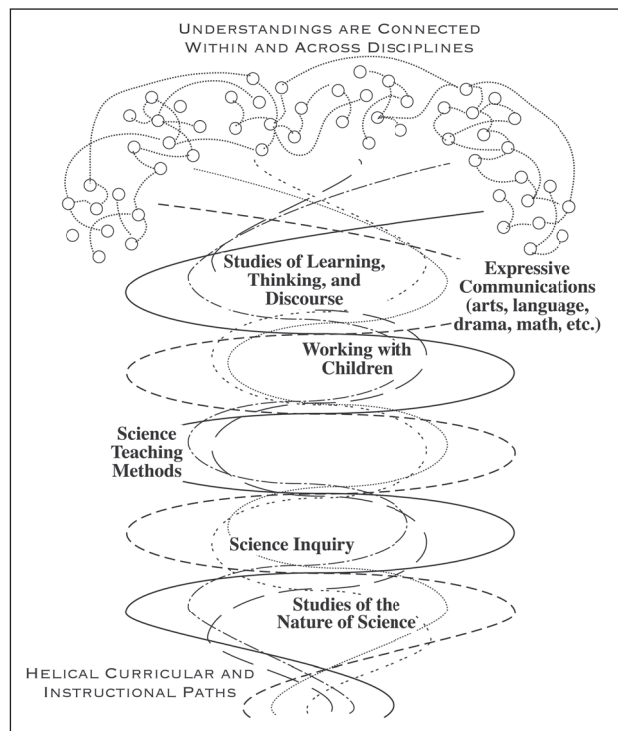 UNDERSTANDINGS ARE CONNECTED
WITHIN AND ACROSS DISCIPLINES
Studies of Learning,
Thinking, and
Discourse
Expressive
Communications
(arts, language,
drama, math, etc.)
Working with
Children
Science
Teaching
Methods
Science Inquiry
Studies of the
Nature of Science
HELICAL CURRICULAR AND
INSTRUCTIONAL PATHS